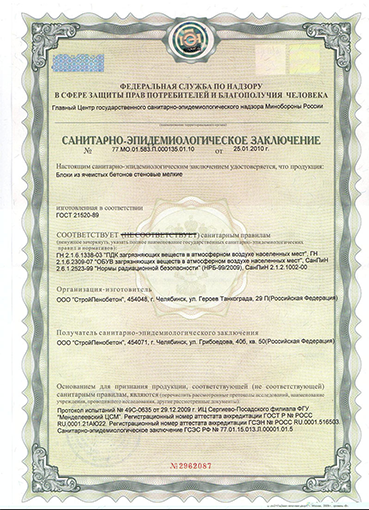 ФЕДЕРАЛЬНАЯ СЛУЖБА ПО НАДЗОРУ
В СФЕРЕ ЗАЩИТЫ ПРАВ ПОТРЕБИТЕЛЕЙ И БЛАГОПОЛУЧИЯ ЧЕЛОВЕКА
Главный Центр государственного санитарно-эпидемиологического надзора Минобороны России
САНИТАРНО-ЭПИДЕМИОЛОГИЧЕСКОЕ ЗАКЛЮЧЕНИЕ
№ 77.МО.01.583.П.000135.01.10 от 25.01.2010 г.
Настоящим санитарно-эпидемиологическим заключением удостоверяется, что продукция:
Блоки из ячеистых бетонов стеновые мелкие
изготовленная в соответствии
ГОСТ 21520-89
СООТВЕТСТВУЕТ (НЕ СООТВЕТСТВУЕТ) санитарным правилам
(ненужное зачеркнуть, указать полное наименование государственных санитарно-эпидемиологических
правил и нормативов):
ГН 2.1.6.1338-03 "ПДК загрязняющих веществ в атмосферном воздухе населенных мест", ГН
2.1.6.2309-07 "ОБУВ загрязняющих веществ в атмосферном воздухе населенных мест", СанПиН
2.6.1.2523-99 "Нормы радиационной безопасности" (НРБ-99/2009), СанПиН 2.1.2.1002-00
Организация-изготовитель
ООО "СтройПенобетон", 454048, г. Челябинск, ул. Героев Танкограда, 29 П(Российская Федерация)
Получатель санитарно-эпидемиологического заключения
ООО "СтройПенобетон", 454071, г. Челябинск, ул. Грибоедова, 40б, кв. 50(Российская Федерация)
Основанием для признания продукции, соответствующей (не соответствующей)
санитарным правилам, являются (перечислить рассмотренные протоколы исследований, наименование
учреждения, проводившего исследования, другие рассмотренные документы):
Протокол испытаний № 49С-0635 от 29.12.2009 г. ИЦ Сергиево-Посадского филиала ФГУ
"Менделеевский ЦСМ". Регистрационный номер аттестата аккредитации ГОСТ Р № РОСС
RU.0001.21АЮ22. Регистрационный номер аттестата аккредитации ГСЭН № РОСС RU.0001.516503.
Санитарно-эпидемиологическое заключение ГСЭС РФ № 77.01.15.013.Л.00001.01.5
№2962087